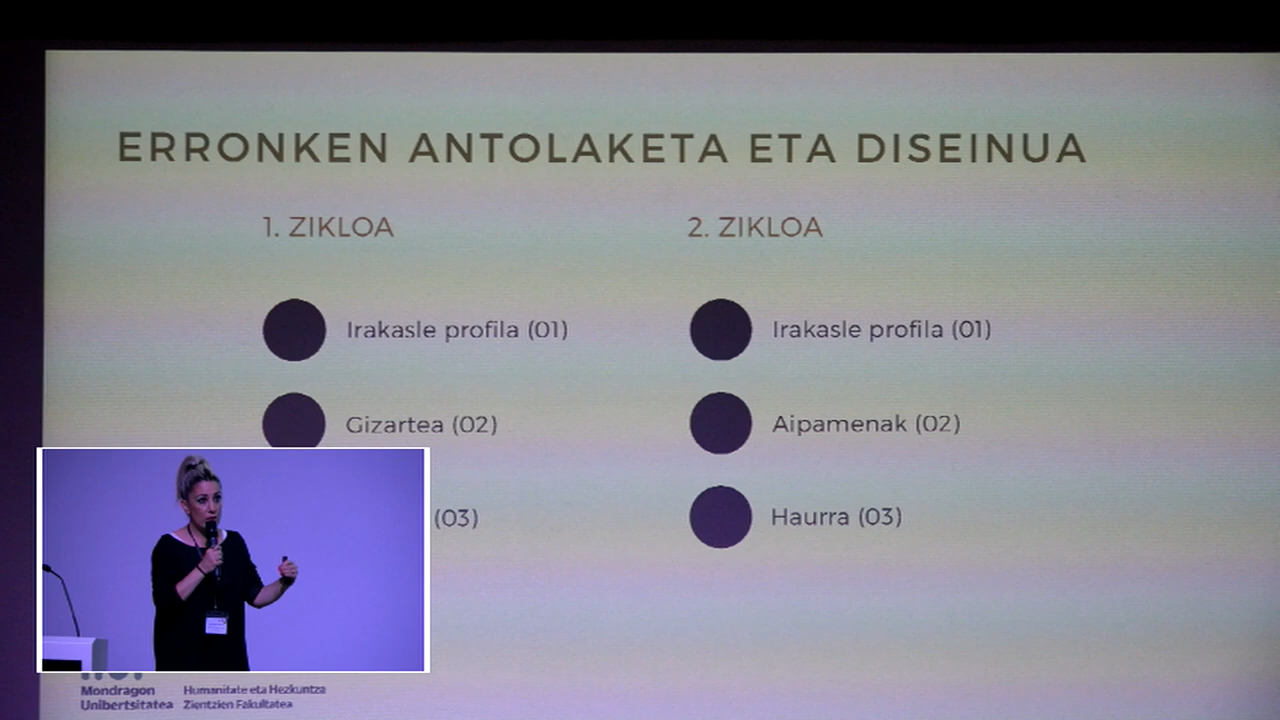 ERRONKEN ANTOLAKETA ETA DISEINUA
1. ZIKLOA
2. ZIKLOA
Irakasle profila (01)
Irakasle profila (01)
Gizartea (02)
Aipamenak (02)
(03)
Haurra (03)
Mondragon
Unibertsitatea
Humanitate eta Hezkuntza
Zientzien Fakultatea